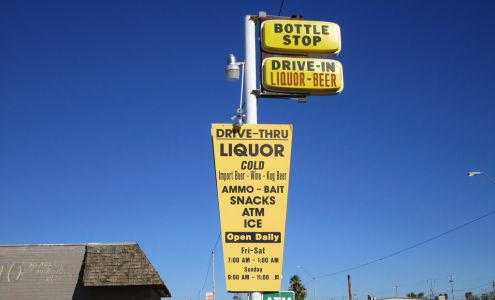 BOTTLE
STOP
DRIVE-IN
LIQUOR-BEER
DRIVE-THRU
LIQUOR
COLD
Import Beer - Wine - Keg Beer
AMMO - BAIT
SNACKS
ATM
ICE
Open Daily
Fri-Sat
7:00 AM - 1:00 AM
Sunday
9:00 AM - 11:00
ATM